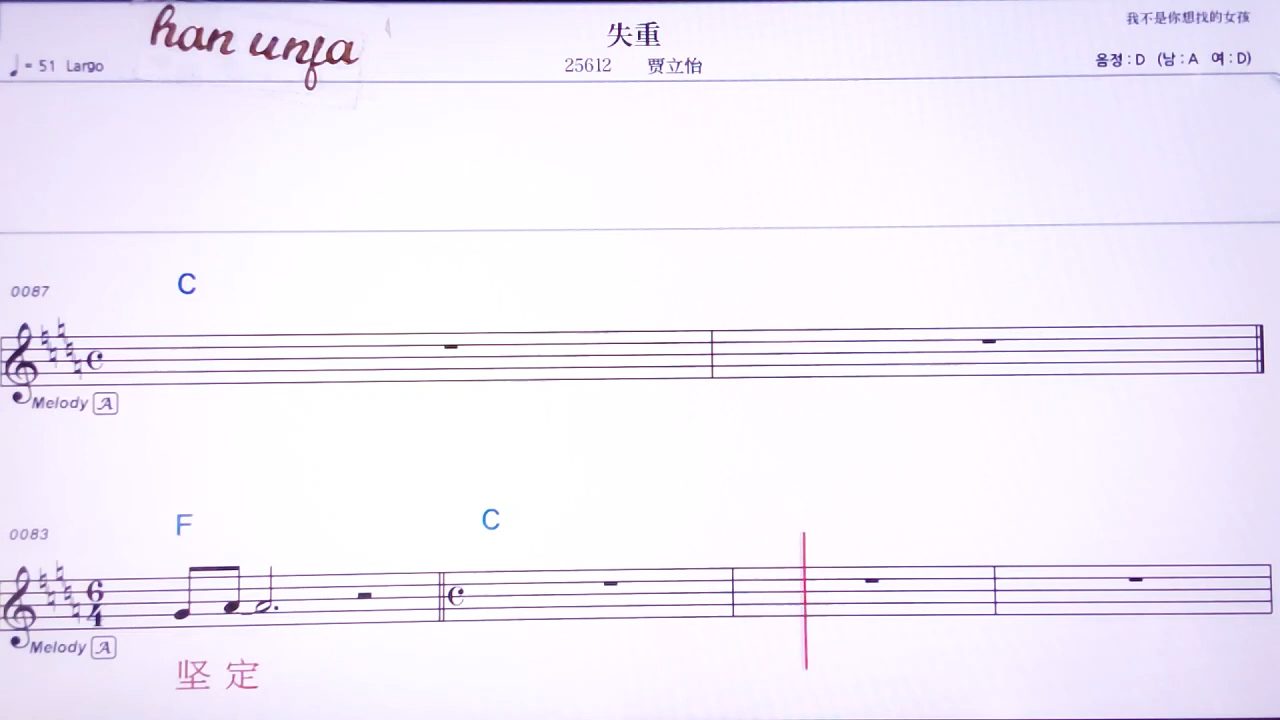 han unfa
失重
我不是你想找的女孩
♩= 51 Largo
25612 贾立怡
음정 : D (남 : A 여 : D)
C
0087
Melody A
F C
0083
6/4
Melody A
坚 定